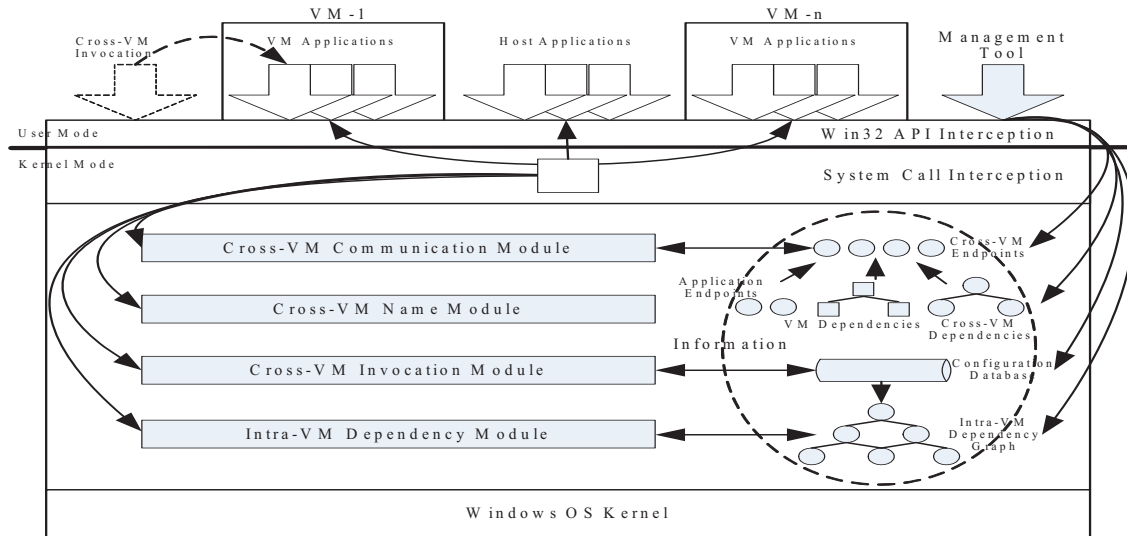 VM-1
VM-n
Cross-VM
Invocation
VM Applications
Host Applications
VM Applications
Management
Tool
User Mode
Win32 API Interception
Kernel Mode
System Call Interception
Cross-VM Communication Module
Cross-VM
Endpoints
Application
Endpoints
Cross-VM Name Module
VM Dependencies
Cross-VM
Dependencies
Information
Cross-VM Invocation Module
Configuration
Database
Intra-VM Dependency Module
Intra-VM
Dependency
Graph
Windows OS Kernel